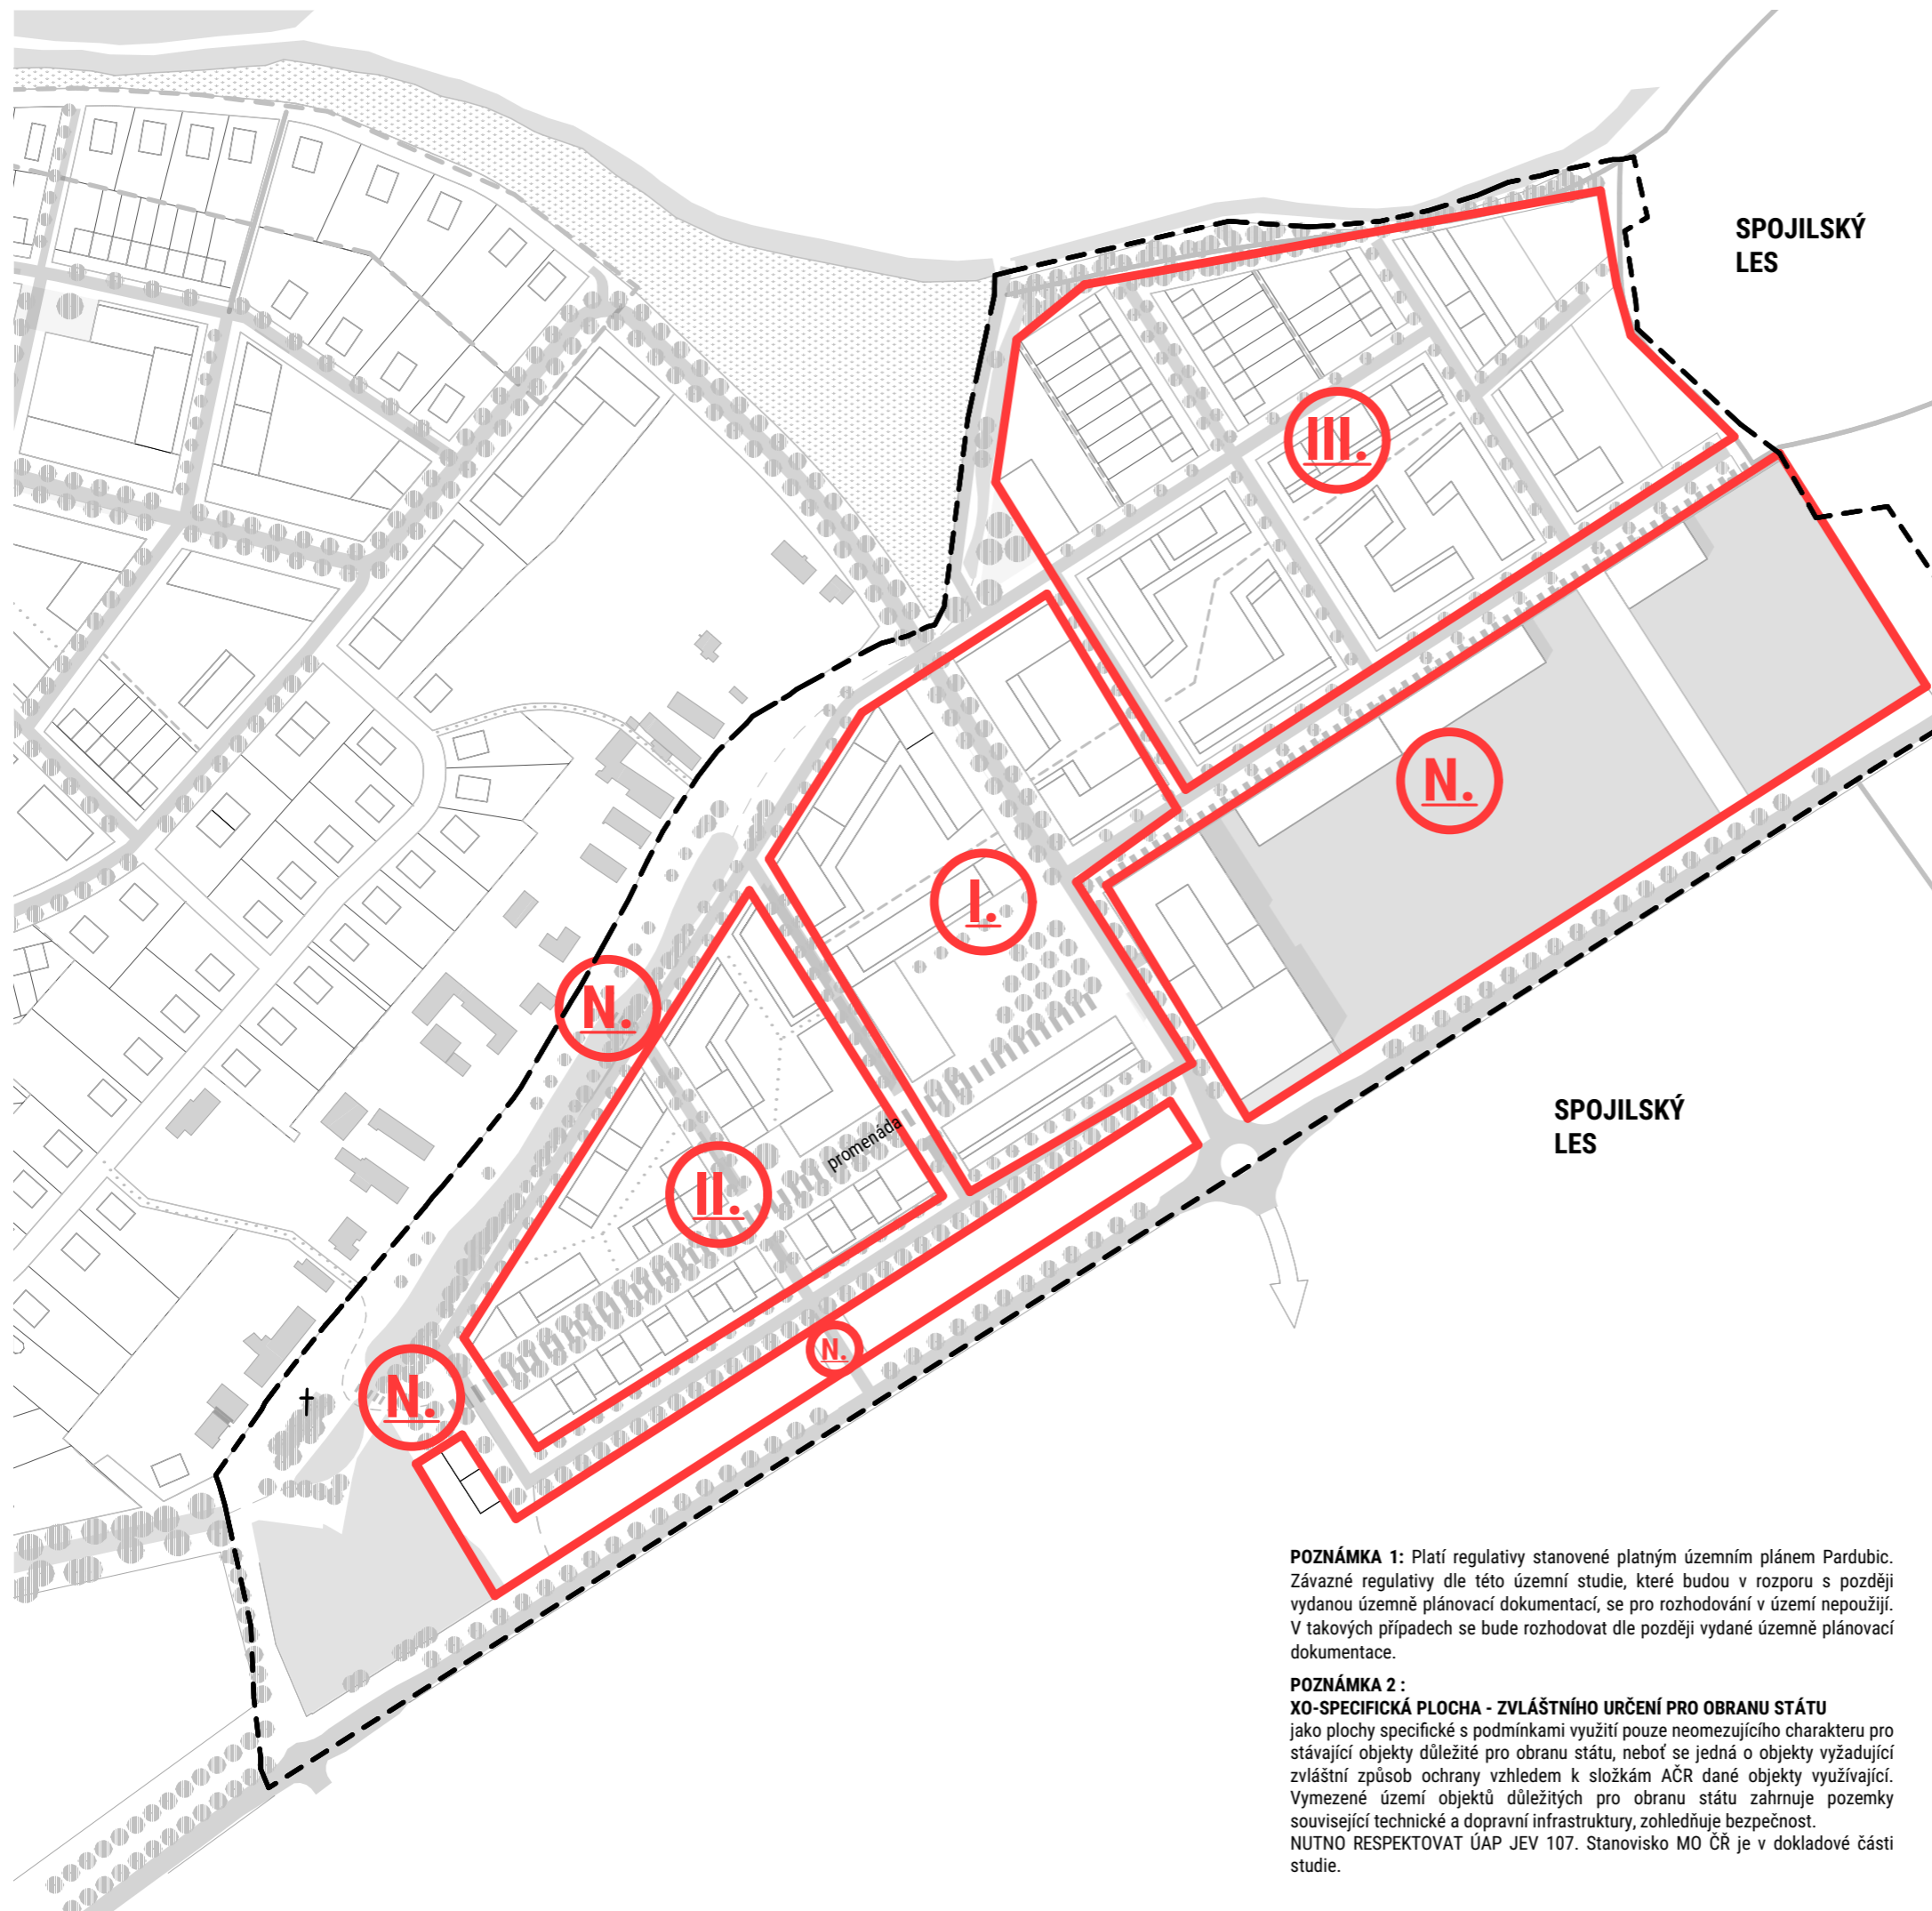 SPOJILSKÝ
LES
III.
N.
I.
N.
SPOJILSKÝ
LES
promenáda
II.
N.
N.
POZNÁMKA 1: Platí regulativy stanovené platným územním plánem Pardubic.
Závazné regulativy dle této územní studie, které budou v rozporu s později
vydanou územně plánovací dokumentací, se pro rozhodování v území nepoužijí.
V takových případech se bude rozhodovat dle později vydané územně plánovací
dokumentace.
POZNÁMKA 2 :
XO-SPECIFICKÁ PLOCHA - ZVLÁŠTNÍHO URČENÍ PRO OBRANU STÁTU
jako plochy specifické s podmínkami využití pouze neomezujícího charakteru pro
stávající objekty důležité pro obranu státu, neboť se jedná o objekty vyžadující
zvláštní způsob ochrany vzhledem k složkám AČR dané objekty využívající.
Vymezené území objektů důležitých pro obranu státu zahrnuje pozemky
související technické a dopravní infrastruktury, zohledňuje bezpečnost.
NUTNO RESPEKTOVAT ÚAP JEV 107. Stanovisko MO ČŘ je v dokladové části
studie.